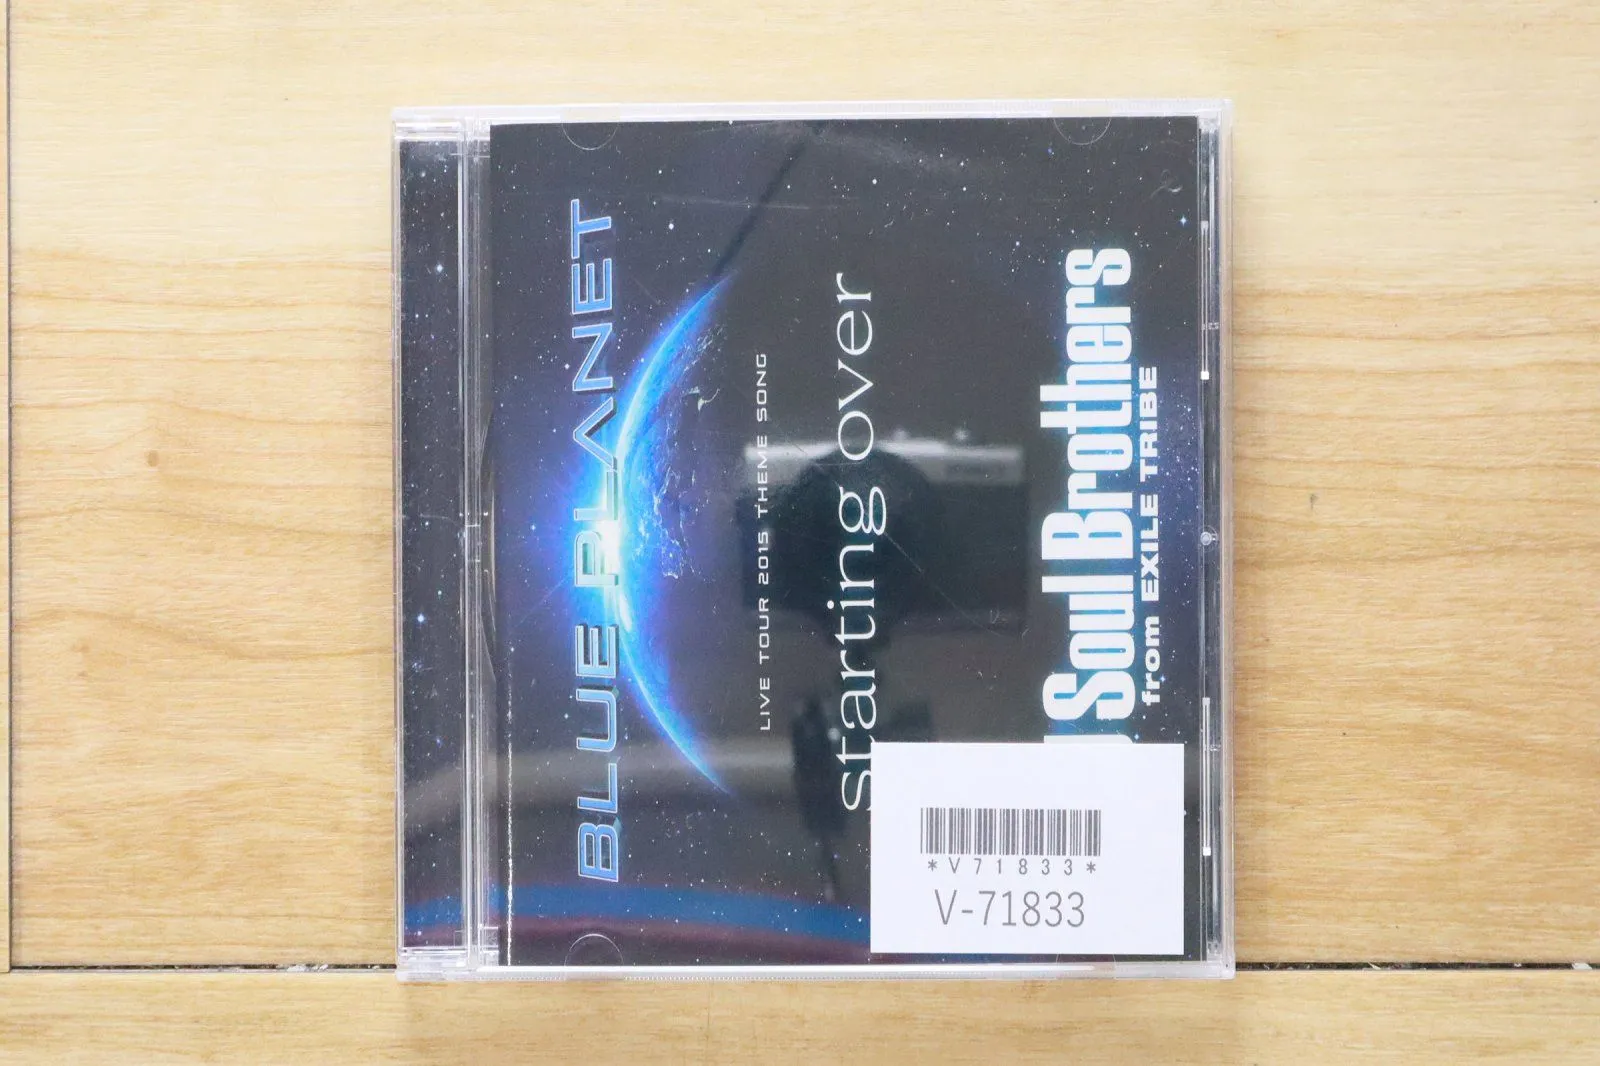 BLUE PLANET
LIVE TOUR 2015 THEME SONG
starting over
Soul Brothers
from EXILE TRIBE
*V71833*
V-71833